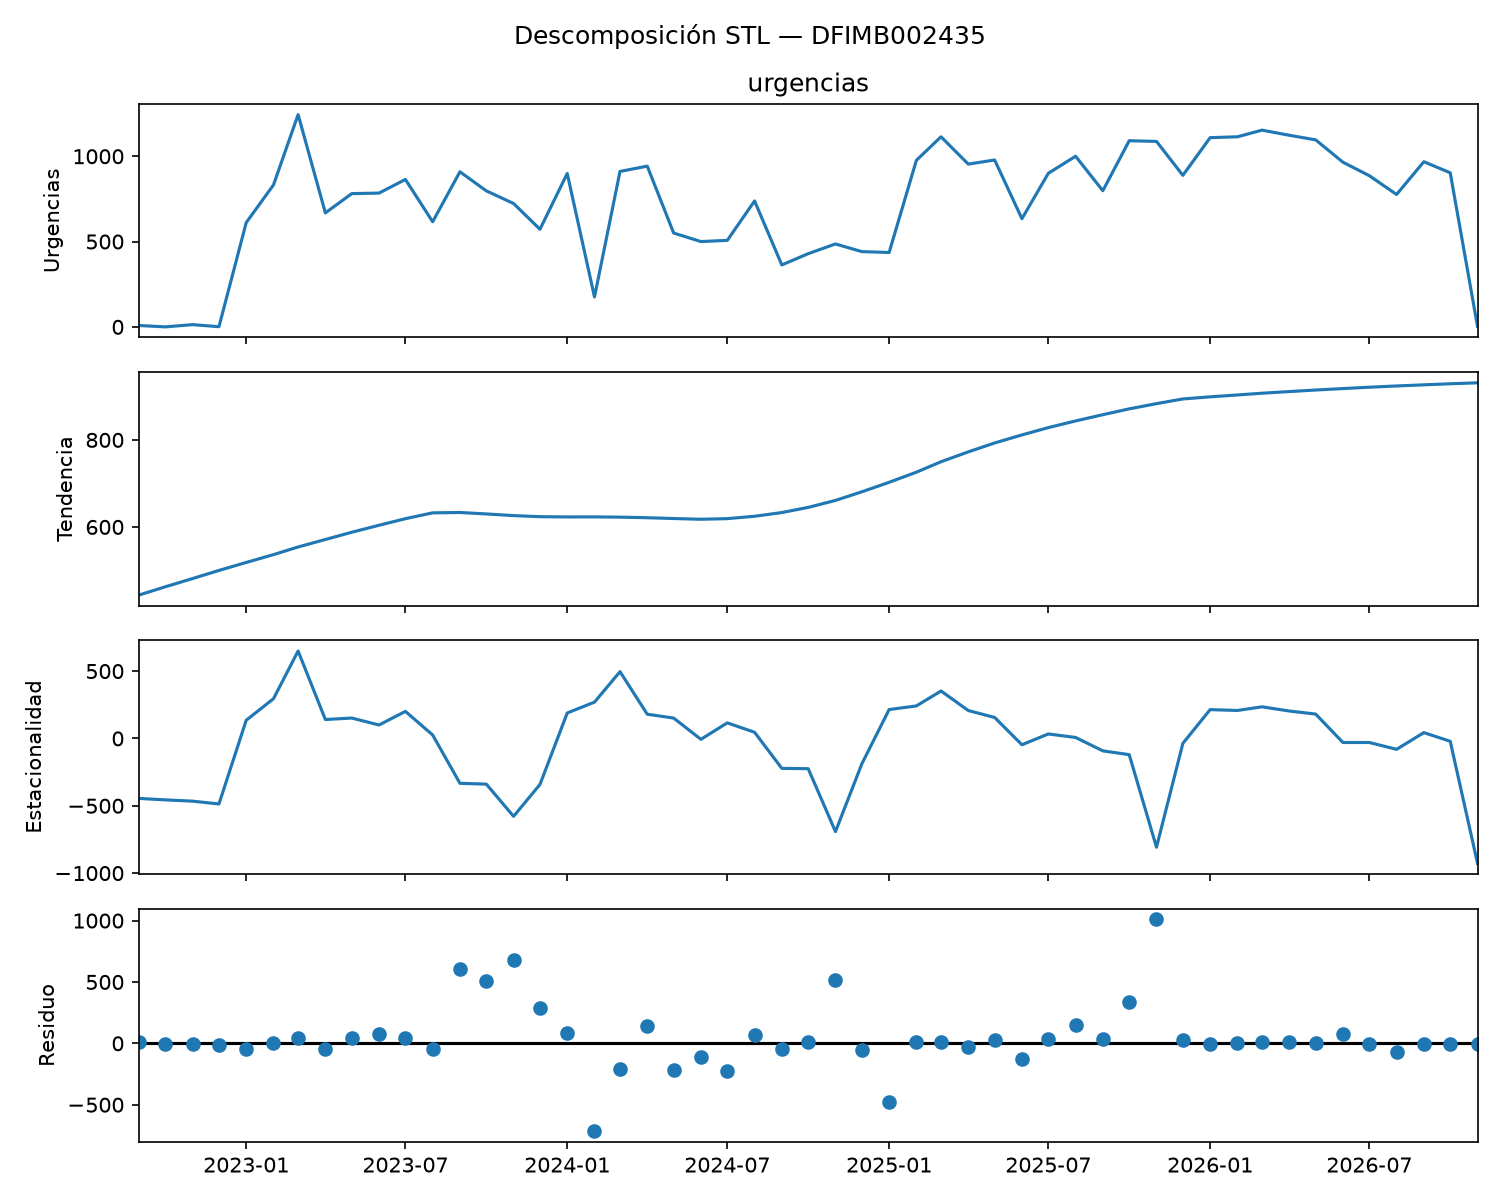 Descomposición STL — DFIMB002435
urgencias
Urgencias
1000
500
0
Tendencia
800
600
Estacionalidad
500
0
−500
−1000
Residuo
1000
500
0
−500
2023-01 2023-07 2024-01 2024-07 2025-01 2025-07 2026-01 2026-07